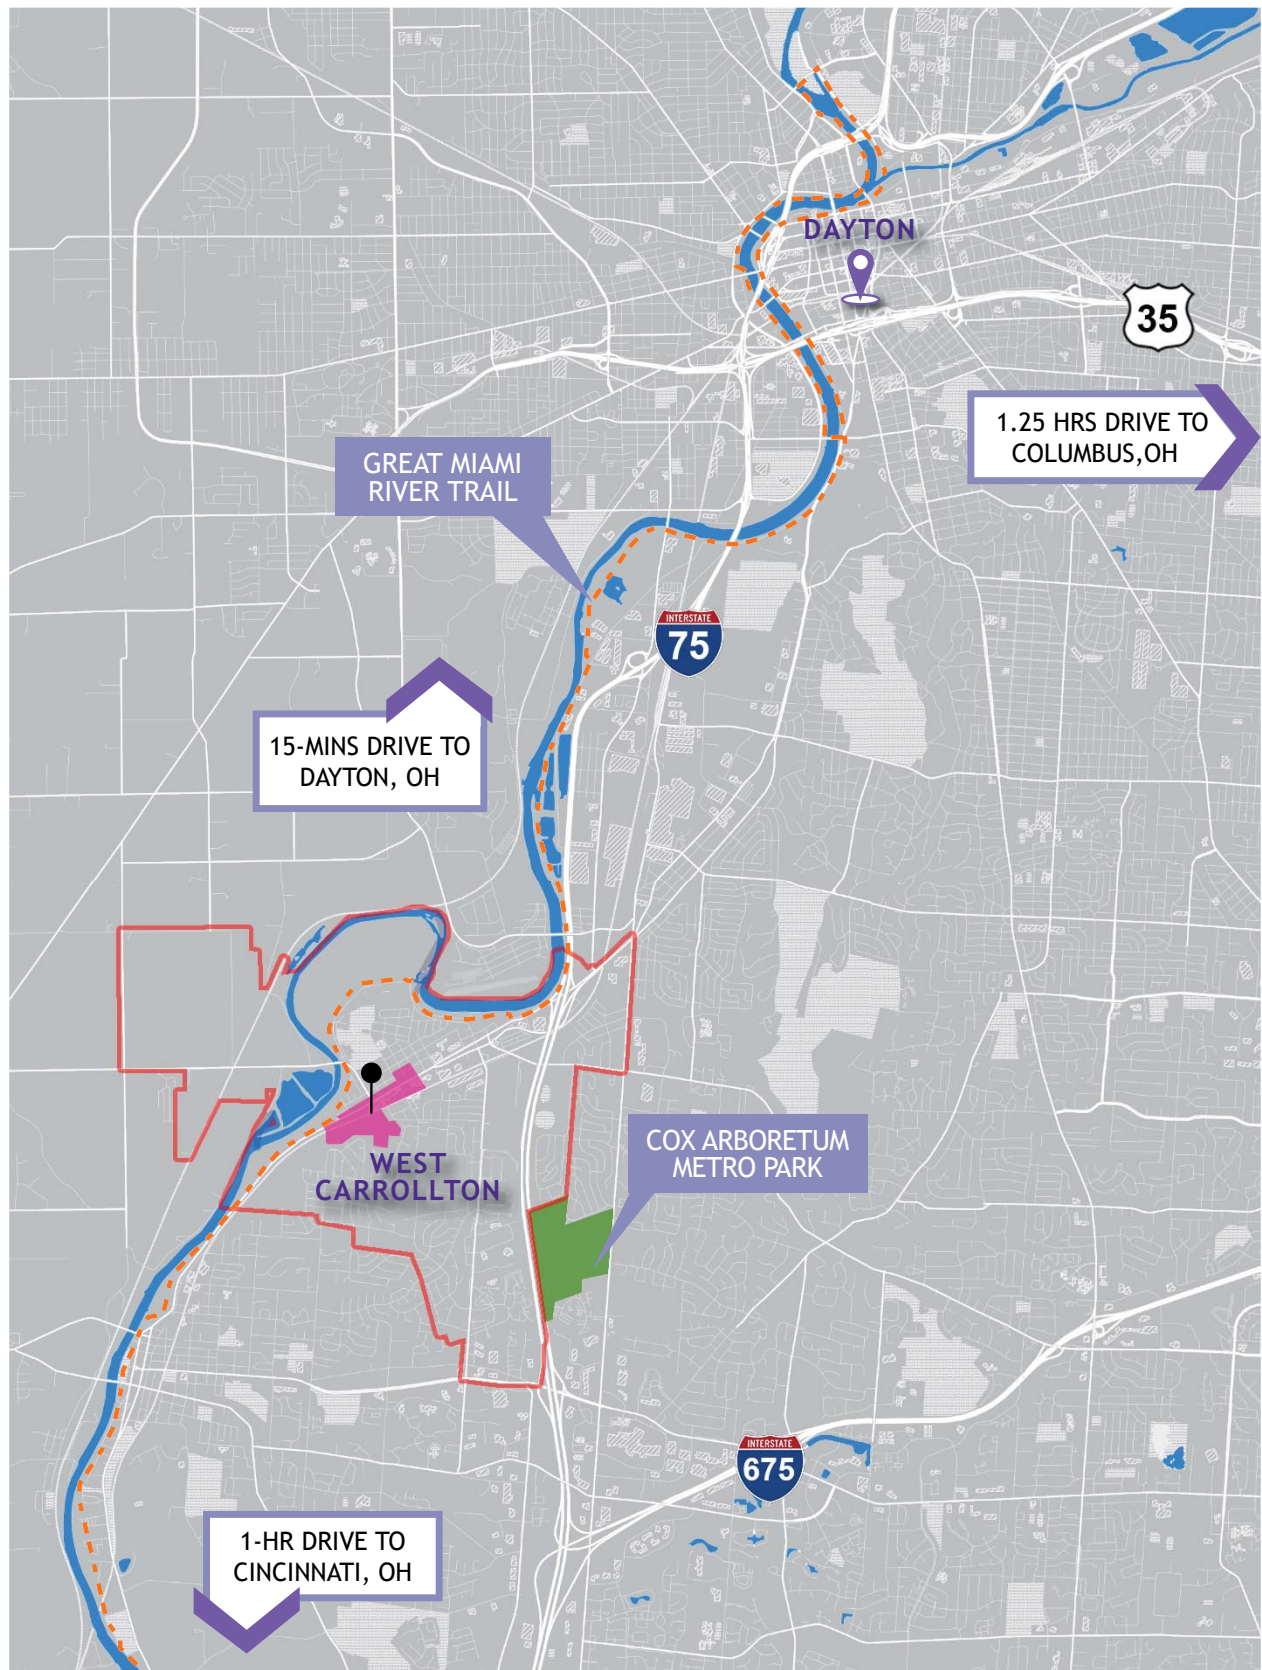 DAYTON
35
1.25 HRS DRIVE TO
COLUMBUS,OH
GREAT MIAMI
RIVER TRAIL
INTERSTATE
75
15-MINS DRIVE TO
DAYTON, OH
COX ARBORETUM
METRO PARK
WEST
CARROLLTON
INTERSTATE
675
1-HR DRIVE TO
CINCINNATI, OH